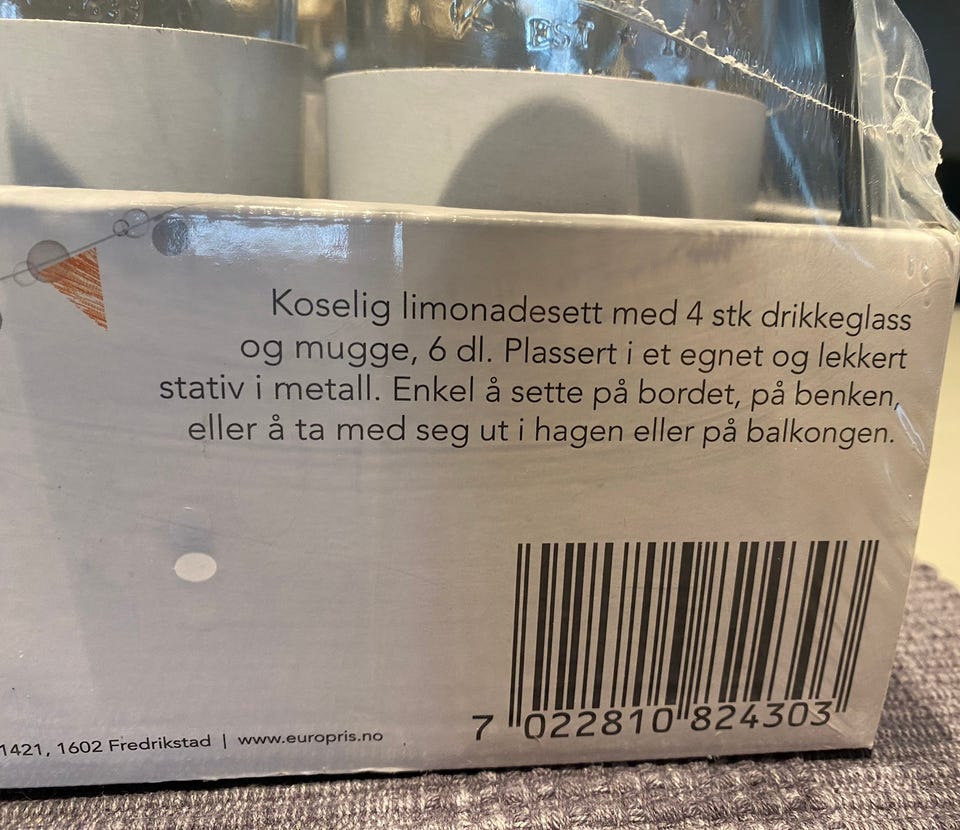 EST
Koselig limonadesett med 4 stk drikkeglass
og mugge, 6 dl. Plassert i et egnet og lekkert
stativ i metall. Enkel å sette på bordet, på benken,
eller å ta med seg ut i hagen eller på balkongen.
7 022810 824303
1421, 1602 Fredrikstad | www.europris.no